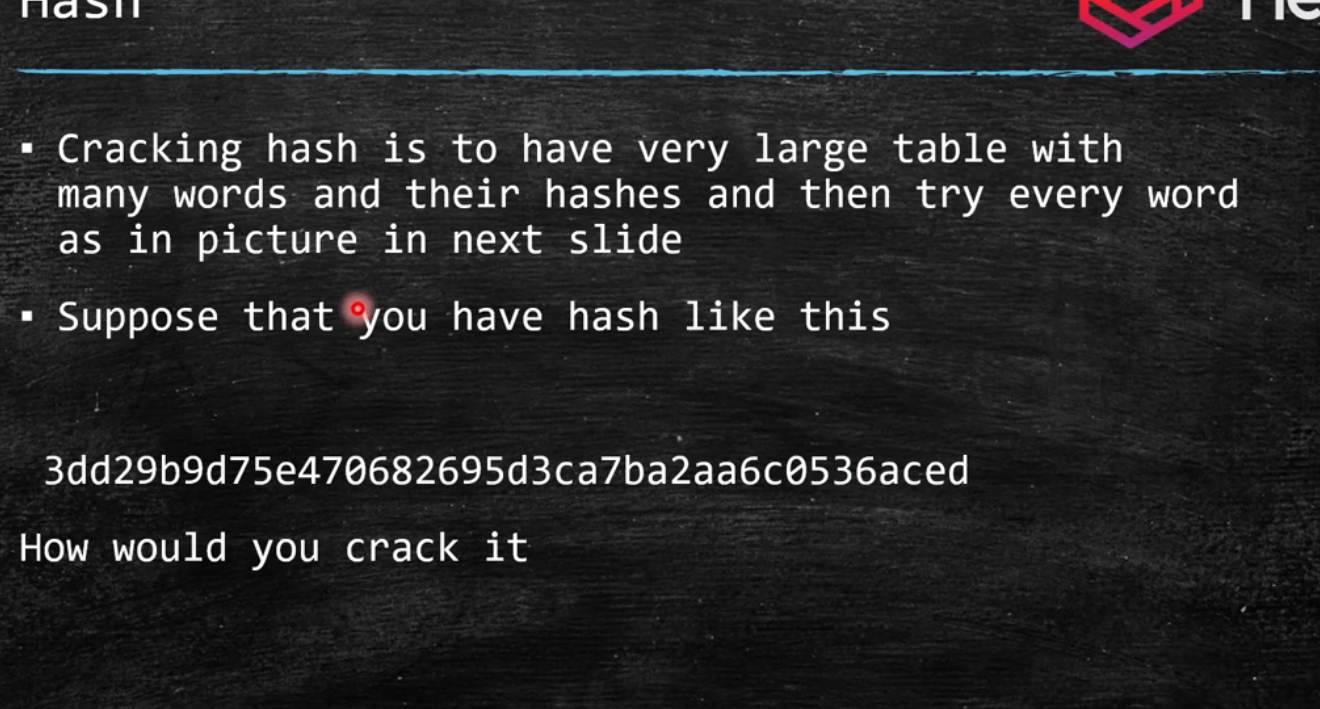 Hash
▪ Cracking hash is to have very large table with
many words and their hashes and then try every word
as in picture in next slide
▪ Suppose that you have hash like this
3dd29b9d75e470682695d3ca7ba2aa6c0536aced
How would you crack it